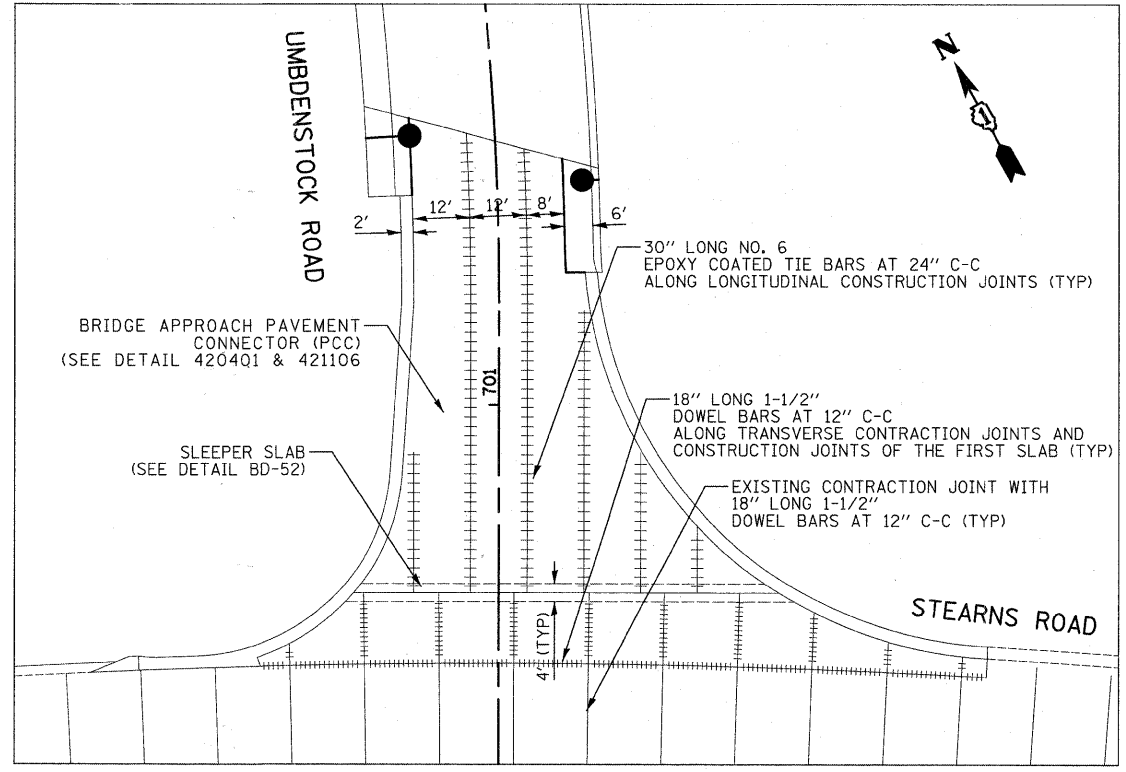 UMBDENSTOCK ROAD
N
1
2'
12'
12'
8'
6'
30" LONG NO. 6
EPOXY COATED TIE BARS AT 24" C-C
ALONG LONGITUDINAL CONSTRUCTION JOINTS (TYP)
BRIDGE APPROACH PAVEMENT
CONNECTOR (PCC)
(SEE DETAIL 420401 & 421106
701
18" LONG 1-1/2"
DOWEL BARS AT 12" C-C
ALONG TRANSVERSE CONTRACTION JOINTS AND
CONSTRUCTION JOINTS OF THE FIRST SLAB (TYP)
SLEEPER SLAB
(SEE DETAIL BD-52)
EXISTING CONTRACTION JOINT WITH
18" LONG 1-1/2"
DOWEL BARS AT 12" C-C (TYP)
4' (TYP)
STEARNS ROAD